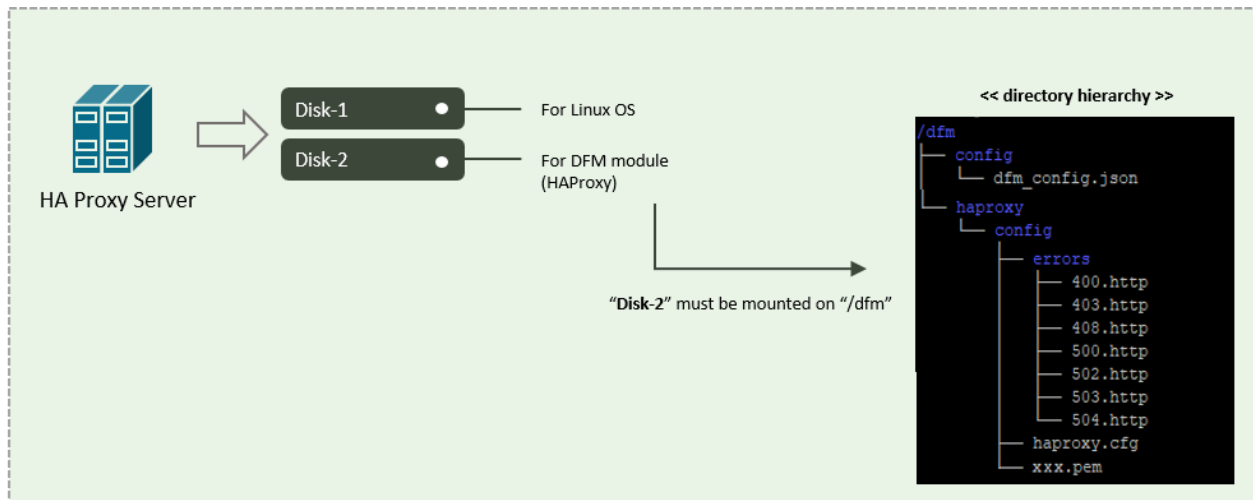 HA Proxy Server
Disk-1
For Linux OS
Disk-2
For DFM module
(HAProxy)
“Disk-2” must be mounted on “/dfm”
<< directory hierarchy >>
/dfm
├── config
│   └── dfm_config.json
└── haproxy
    └── config
        ├── errors
        │   ├── 400.http
        │   ├── 403.http
        │   ├── 408.http
        │   ├── 500.http
        │   ├── 502.http
        │   ├── 503.http
        │   └── 504.http
        ├── haproxy.cfg
        └── xxx.pem